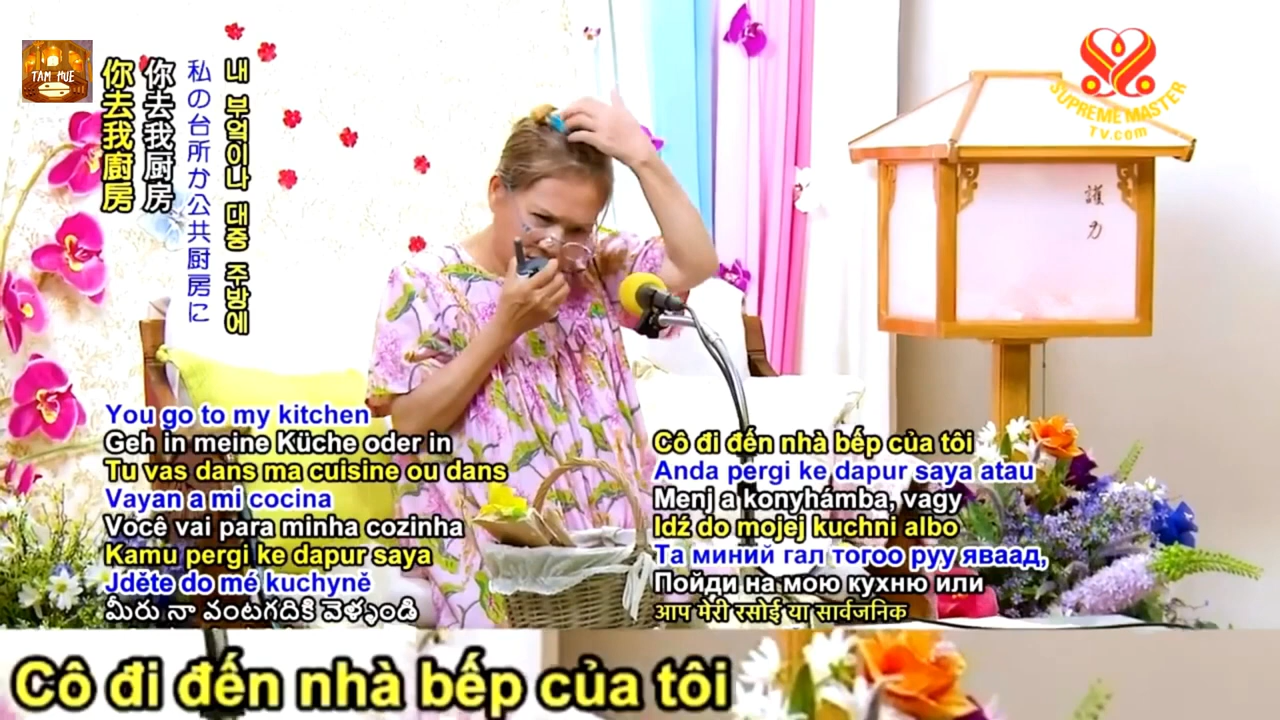 TAM HUE
你去我廚房
你去我厨房
私の台所か公共厨房に
내 부엌이나 대중 주방에
SUPREME MASTER
TV.com
護力
You go to my kitchen
Geh in meine Küche oder in
Tu vas dans ma cuisine ou dans
Vayan a mi cocina
Você vai para minha cozinha
Kamu pergi ke dapur saya
Jděte do mé kuchyně
మీరు నా వంటగదికి వెళ్ళండి
Cô đi đến nhà bếp của tôi
Anda pergi ke dapur saya atau
Menj a konyhámba, vagy
Idź do mojej kuchni albo
Та миний гал тогоо руу яваад,
Пойди на мою кухню или
आप मेरी रसोई या सार्वजनिक
Cô đi đến nhà bếp của tôi